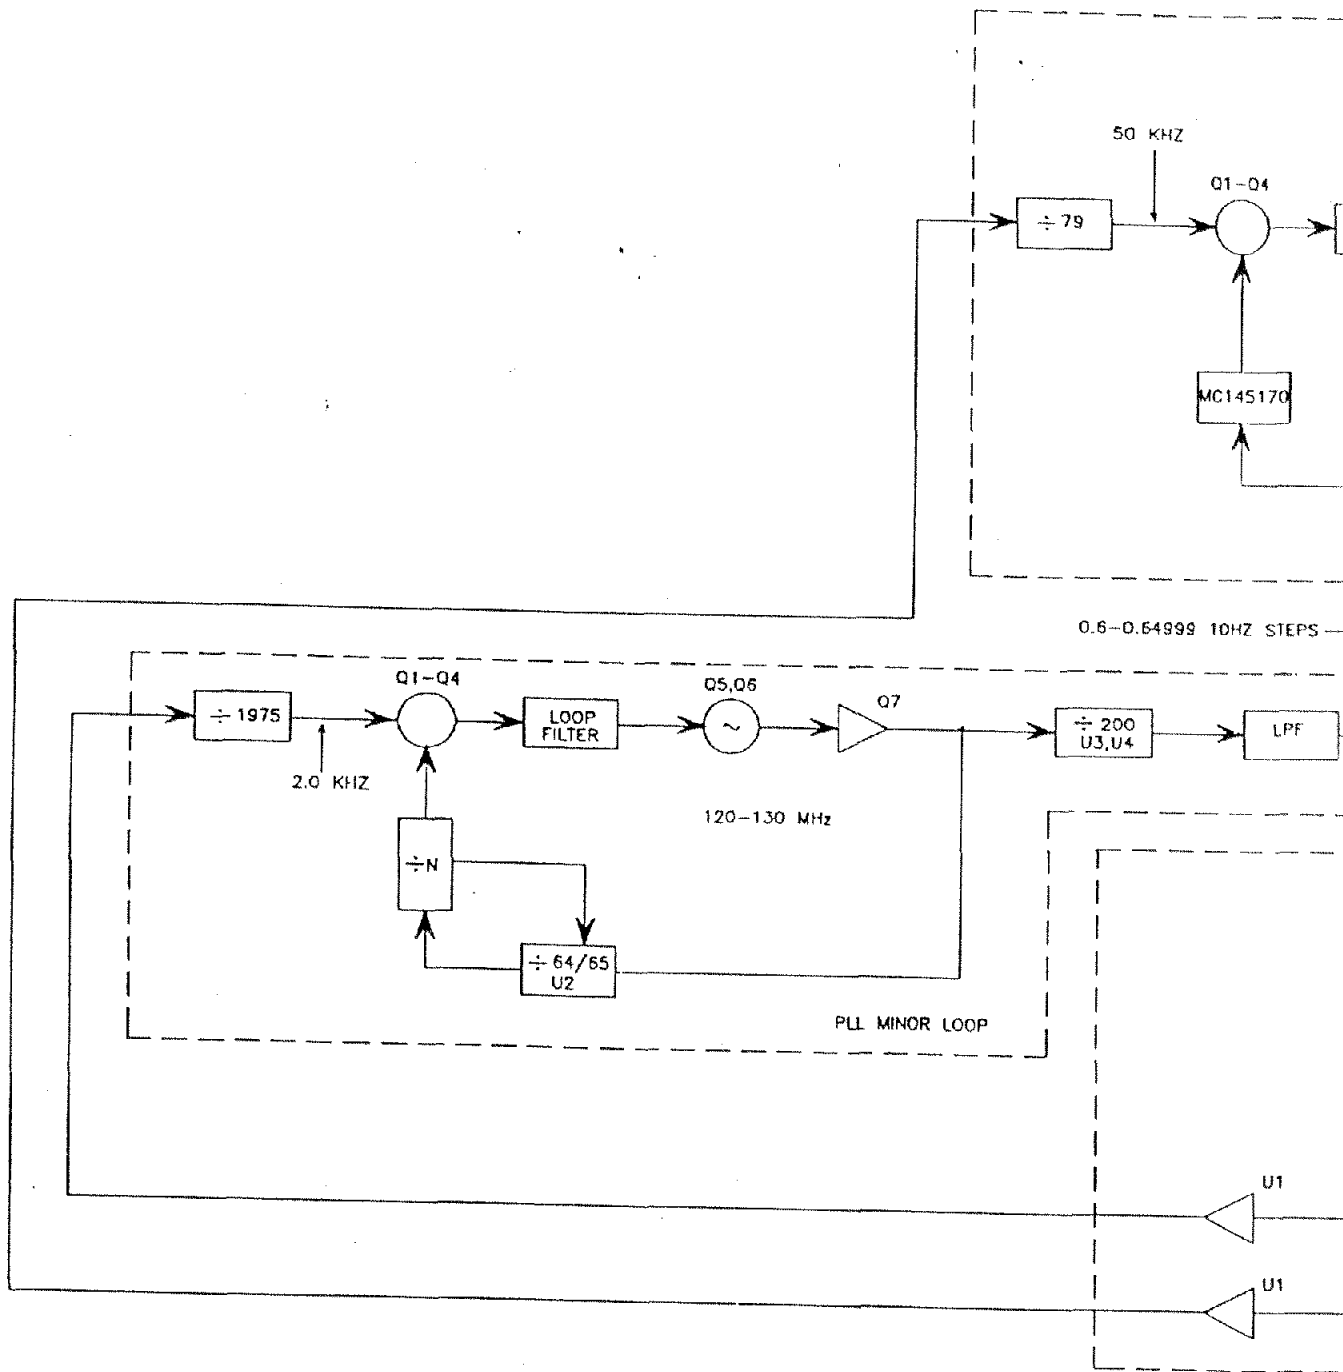 50 KHZ
Q1-Q4
÷ 79
MC145170
0.6-0.64999 10HZ STEPS
Q1-Q4
Q5,Q6
Q7
÷ 1975
LOOP
FILTER
~
÷ 200
U3,U4
LPF
2.0 KHZ
120-130 MHz
÷N
÷ 64/65
U2
PLL MINOR LOOP
U1
U1